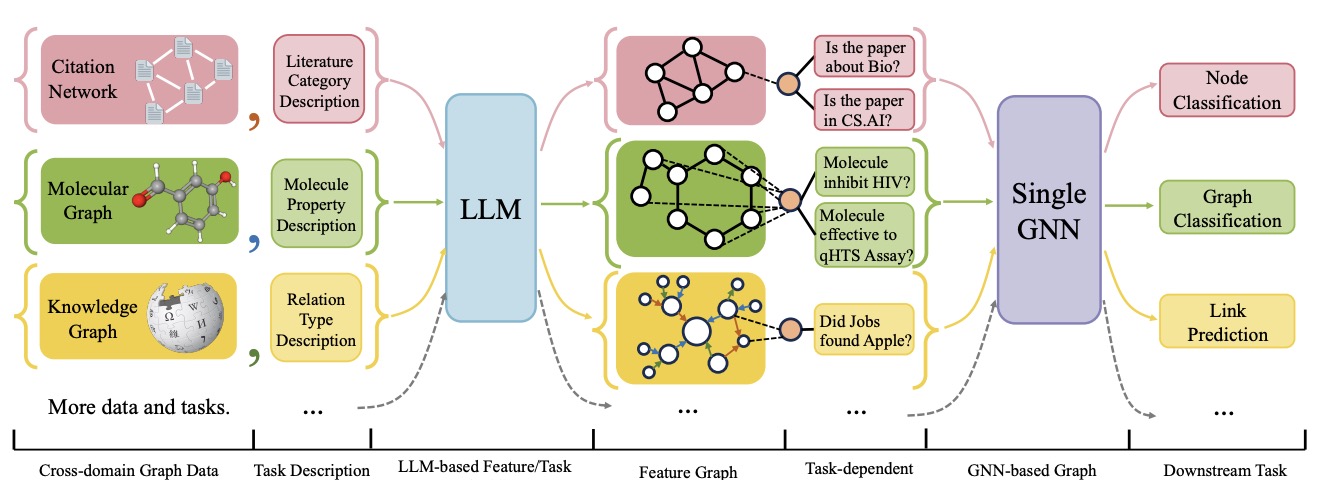 Citation
Network
,
Literature
Category
Description
Is the paper
about Bio?
Is the paper
in CS.AI?
Node
Classification
Molecular
Graph
,
Molecule
Property
Description
LLM
Molecule
inhibit HIV?
Molecule
effective to
qHTS Assay?
Single
GNN
Graph
Classification
Knowledge
Graph
Ω
W
И
,
Relation
Type
Description
Did Jobs
found Apple?
Link
Prediction
More data and tasks.
...
...
...
...
Cross-domain Graph Data
Task Description
LLM-based Feature/Task
Feature Graph
Task-dependent
GNN-based Graph
Downstream Task